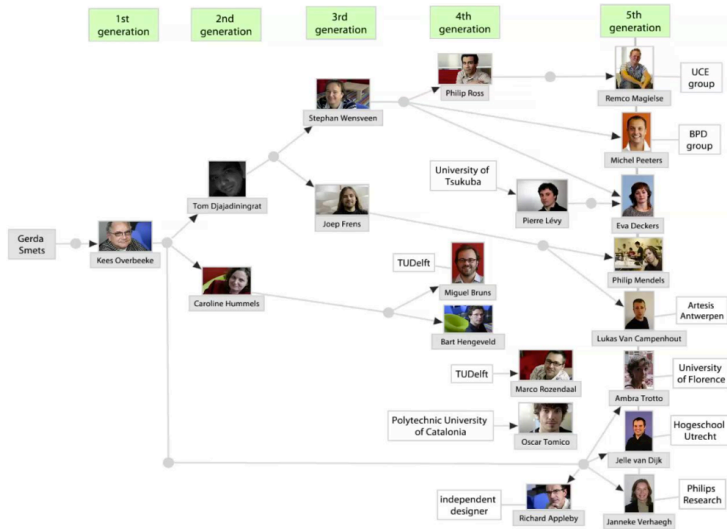 1st
generation
2nd
generation
3rd
generation
4th
generation
5th
generation
Philip Ross
Remco Magielse
UCE
group
Stephan Wensveen
Michel Peeters
BPD
group
University of
Tsukuba
Tom Djajadiningrat
Joep Frens
Pierre Lévy
Eva Deckers
Gerda
Smets
Kees Overbeeke
TUDelft
Philip Mendels
Caroline Hummels
Miguel Bruns
Artesis
Antwerpen
Bart Hengeveld
Lukas Van Campenhout
TUDelft
Marco Rozendaal
Ambra Trotto
University
of Florence
Polytechnic University
of Catalonia
Oscar Tomico
Hogeschool
Utrecht
Jelle van Dijk
independent
designer
Richard Appleby
Janneke Verhaegh
Philips
Research